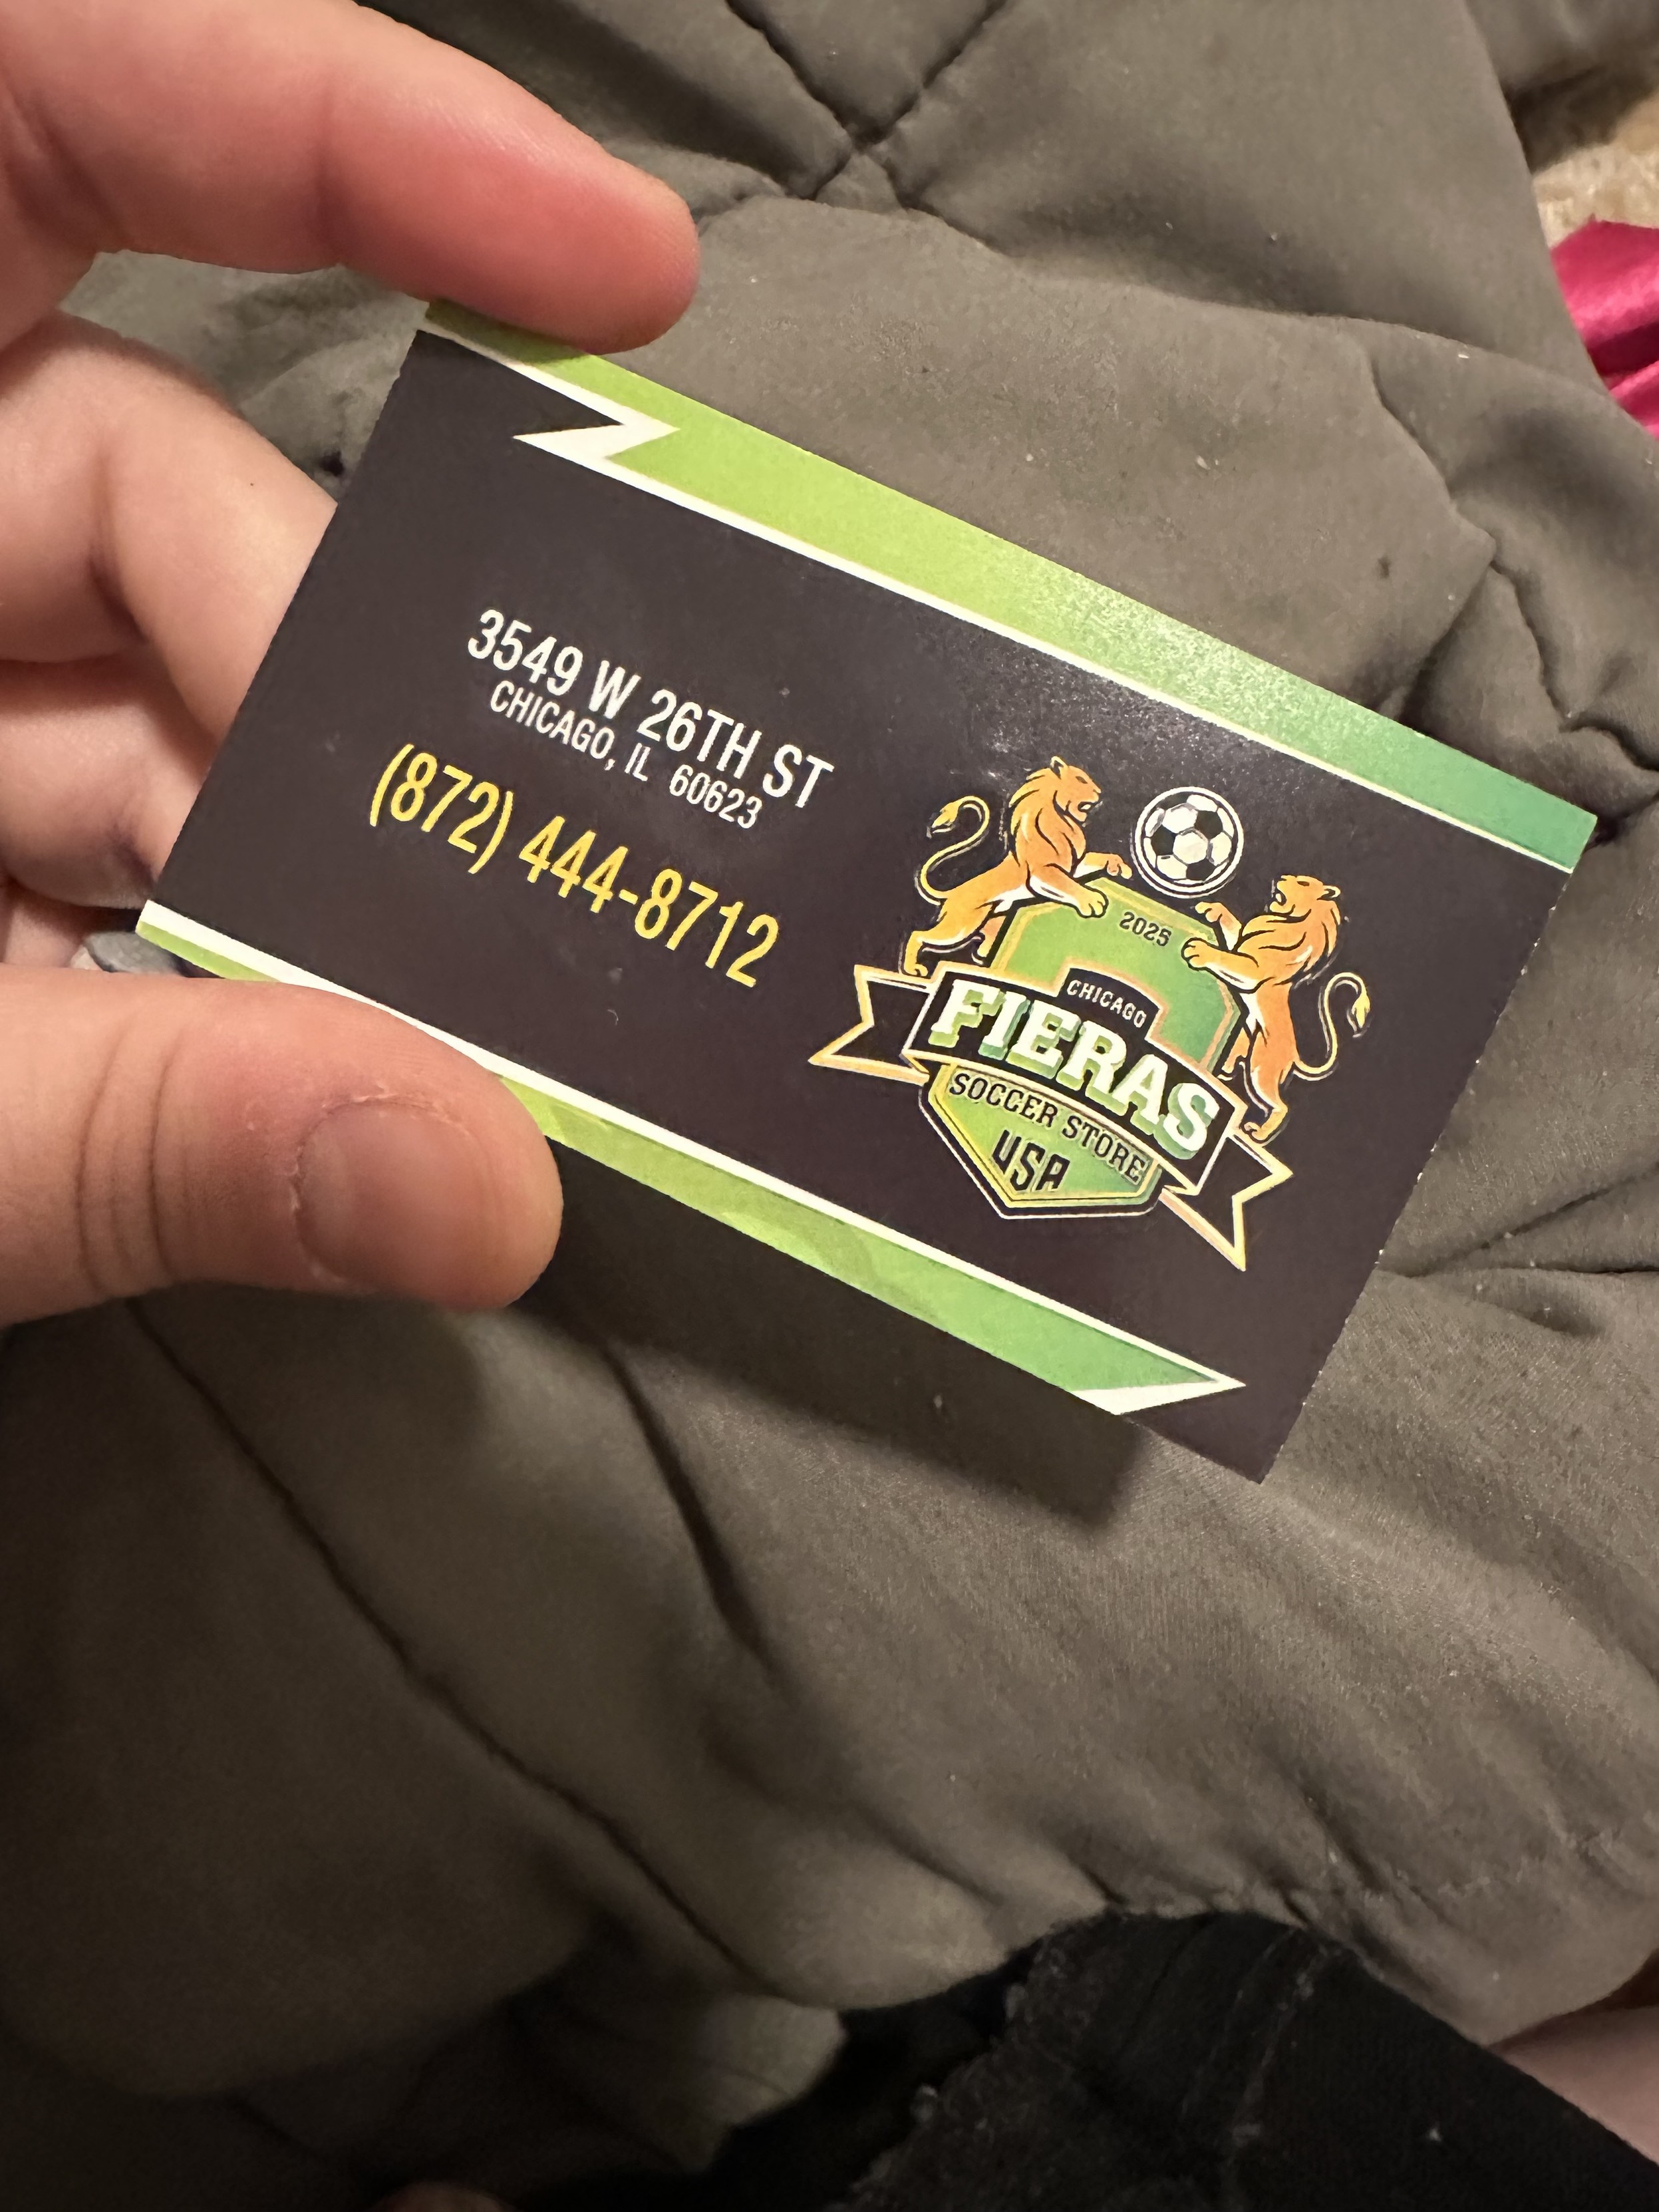 3549 W 26TH ST
CHICAGO, IL 60623
(872) 444-8712
2025
CHICAGO
FIERAS
SOCCER STORE
USA